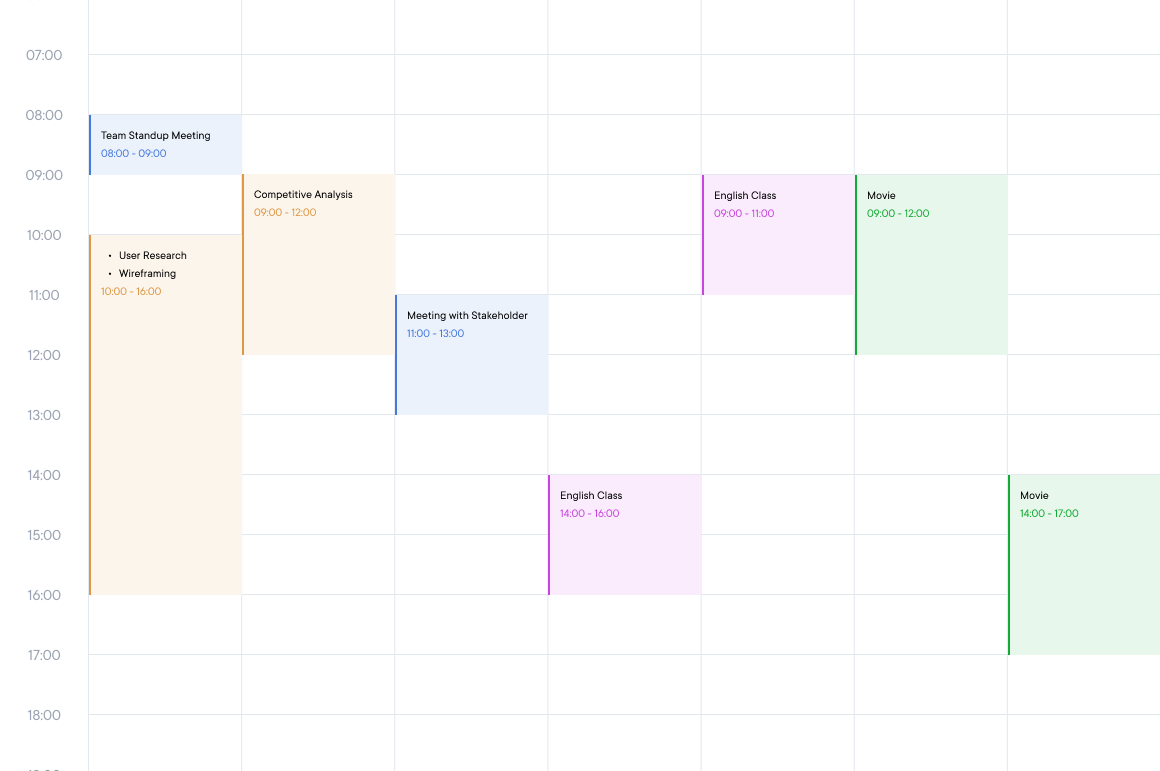 07:00
08:00
09:00
10:00
11:00
12:00
13:00
14:00
15:00
16:00
17:00
18:00
Team Standup Meeting
08:00 - 09:00
• User Research
• Wireframing
10:00 - 16:00
Competitive Analysis
09:00 - 12:00
Meeting with Stakeholder
11:00 - 13:00
English Class
14:00 - 16:00
English Class
09:00 - 11:00
Movie
09:00 - 12:00
Movie
14:00 - 17:00